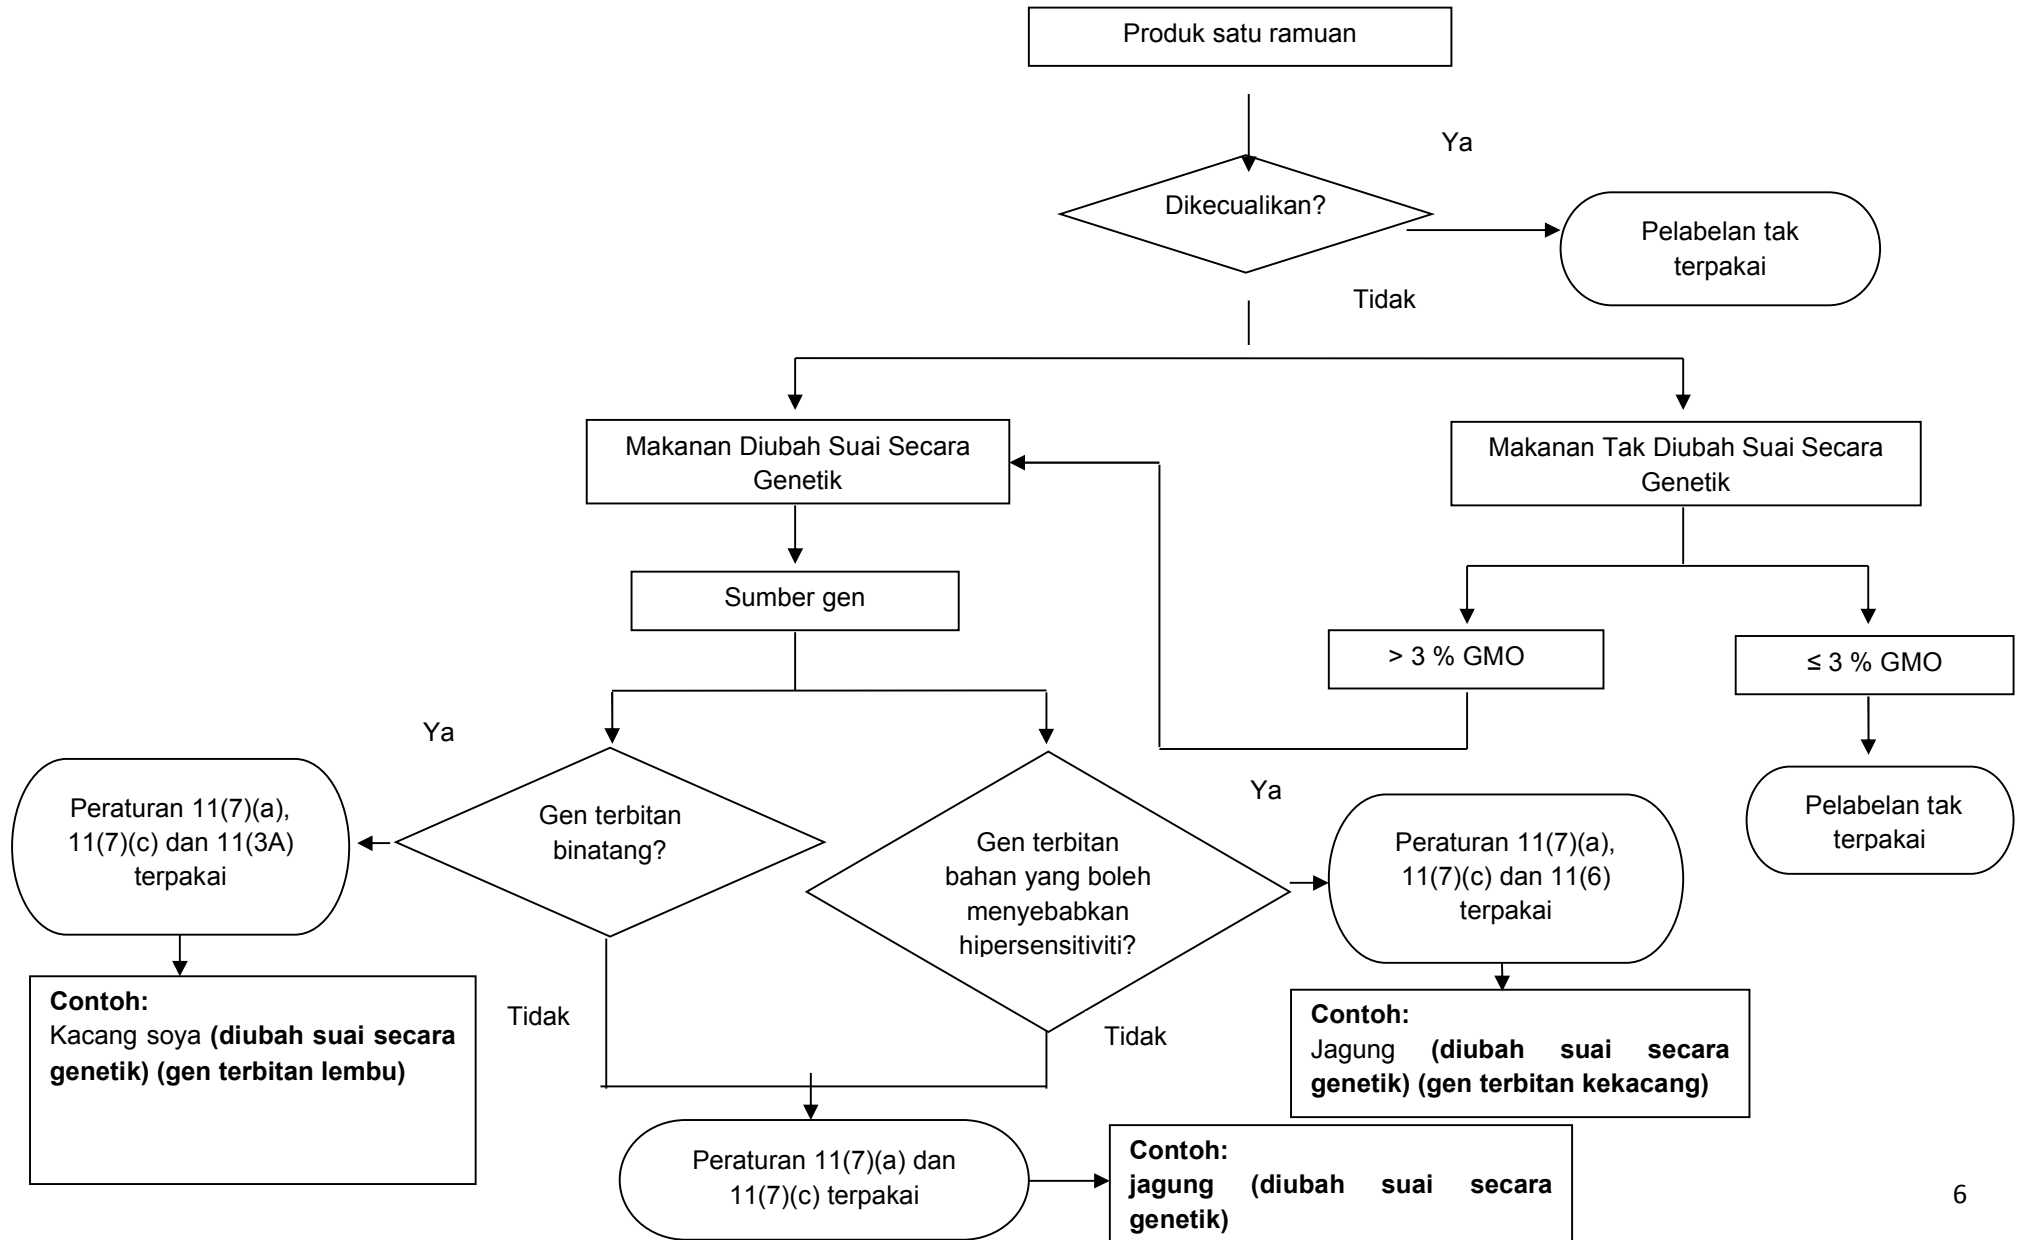 Produk satu ramuan
Ya
Dikecualikan?
Pelabelan tak
terpakai
Tidak
Makanan Diubah Suai Secara
Genetik
Makanan Tak Diubah Suai Secara
Genetik
Sumber gen
> 3 % GMO
≤ 3 % GMO
Ya
Peraturan 11(7)(a),
11(7)(c) dan 11(3A)
terpakai
Gen terbitan
binatang?
Gen terbitan
bahan yang boleh
menyebabkan
hipersensitiviti?
Ya
Peraturan 11(7)(a),
11(7)(c) dan 11(6)
terpakai
Pelabelan tak
terpakai
Contoh:
Kacang soya (diubah suai secara
genetik) (gen terbitan lembu)
Tidak
Tidak
Contoh:
Jagung (diubah suai secara
genetik) (gen terbitan kekacang)
Peraturan 11(7)(a) dan
11(7)(c) terpakai
Contoh:
jagung (diubah suai secara
genetik)
6